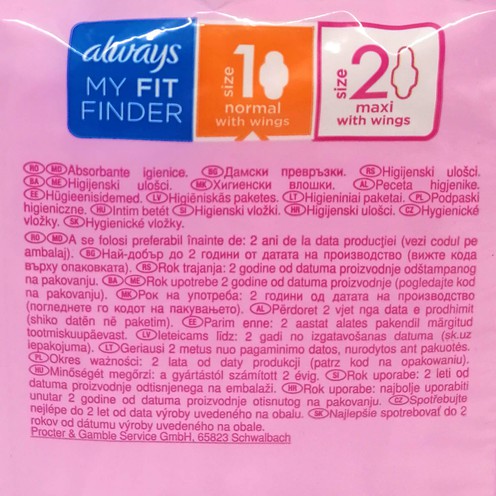 always
MY FIT
FINDER
size 1
normal
with wings
size 2
maxi
with wings
RO MD Absorbante igienice. BG Дамски превръзки. RS Higijenski ulošci.
BA ME Higijenski ulošci. MK Хигиенски влошки. AL Peceta higjenike.
EE Hügieenisidemed. LV Higiēniskās paketes. LT Higieniniai paketai. PL Podpaski
higieniczne. HU Intim betét SI Higienski vložki. HR Higijenski ulošci. CZ Hygienické
vložky. SK Hygienické vložky.
RO MD A se folosi preferabil înainte de: 2 ani de la data producţiei (vezi codul pe
ambalaj). BG Най-добър до 2 години от датата на производство (вижте кода
върху опаковката). RS Rok trajanja: 2 godine od datuma proizvodnje odštampanog
na pakovanju. BA ME Rok upotrebe 2 godine od datuma proizvodnje (pogledajte kod
na pakovanju). MK Рок на употреба: 2 години од датата на производство
(погледнете го кодот на пакувањето). AL Përdoret 2 vjet nga data e prodhimit
(shiko datën në paketim). EE Parim enne: 2 aastat alates pakendil märgitud
tootmiskuupäevast. LV Ieteicams līdz: 2 gadi no izgatavošanas datuma (sk.uz
iepakojuma). LT Geriausi 2 metus nuo pagaminimo datos, nurodytos ant pakuotės.
PL Okres ważności: 2 lata od daty produkcji (patrz kod na opakowaniu).
HU Minőségét megőrzi: a gyártástól számított 2 évig. SI Rok uporabe: 2 leti od
datuma proizvodnje odtisnjenega na embalaži. HR Rok uporabe: najbolje uporabiti
unutar 2 godine od datuma proizvodnje otisnutog na pakovanju. CZ Spotřebujte
nejlépe do 2 let od data výroby uvedeného na obalu. SK Najlepšie spotrebovať do 2
rokov od dátumu výroby uvedeného na obale.
Procter & Gamble Service GmbH, 65823 Schwalbach